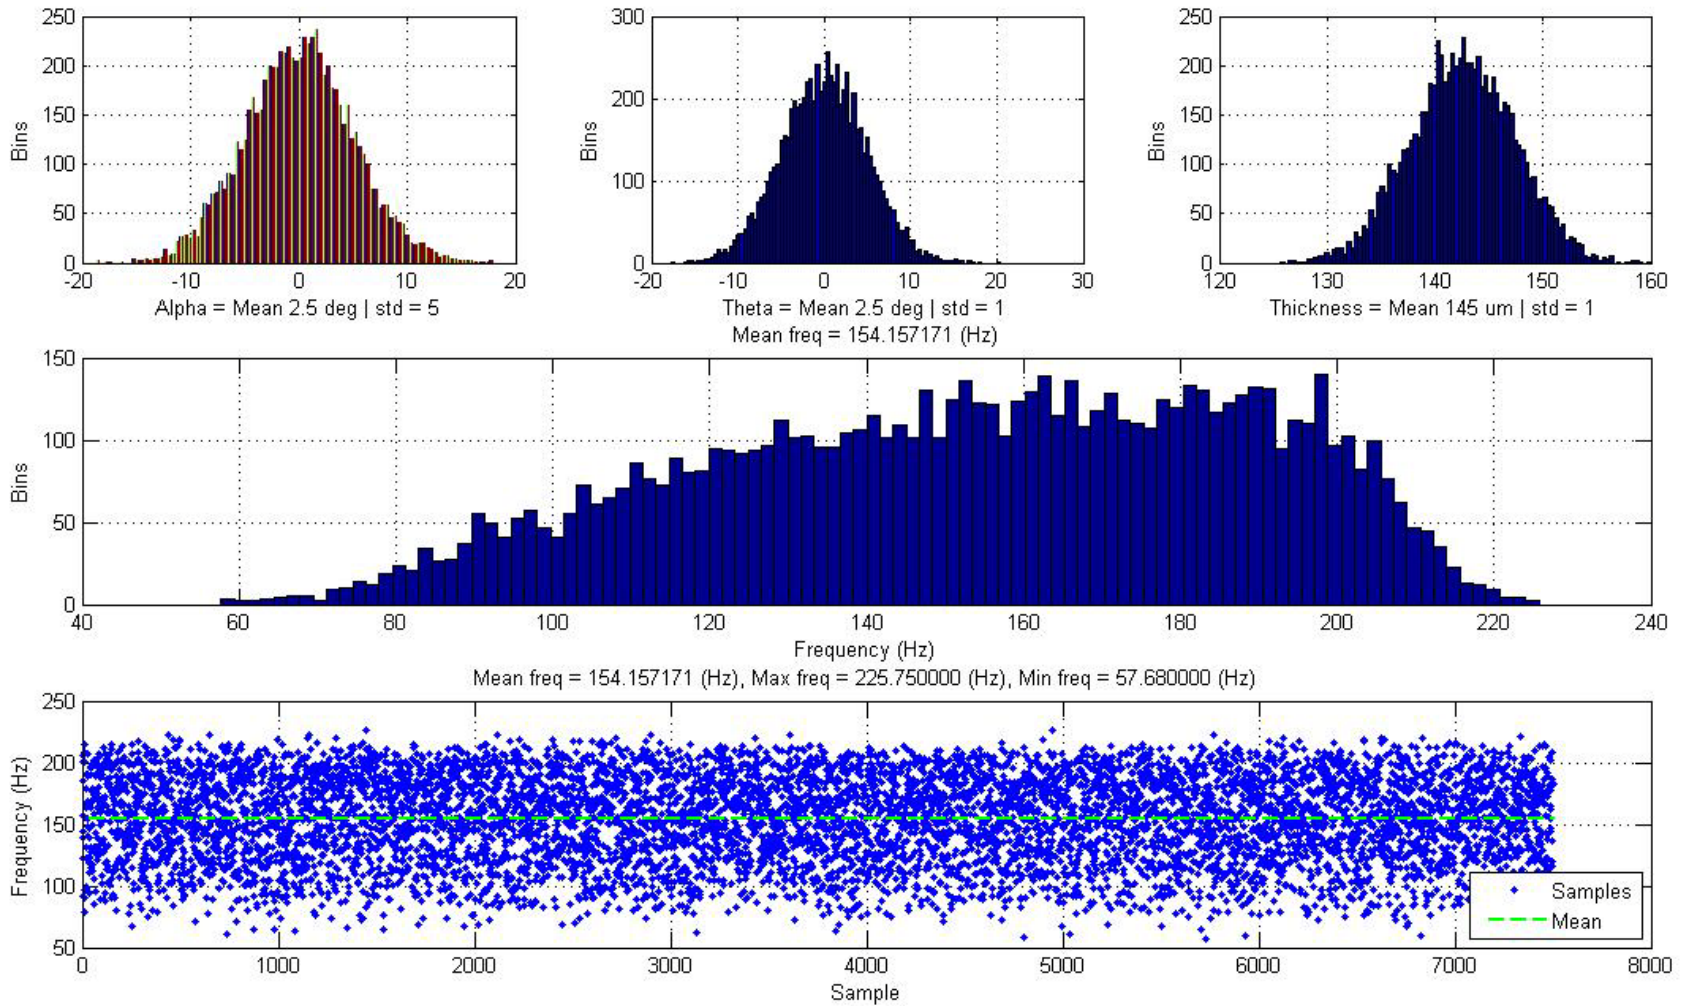 250
200
150
100
50
0
Bins
-20 -10 0 10 20
Alpha = Mean 2.5 deg | std = 5
300
200
100
0
Bins
-20 -10 0 10 20 30
Theta = Mean 2.5 deg | std = 1
250
200
150
100
50
0
Bins
120 130 140 150 160
Thickness = Mean 145 um | std = 1
Mean freq = 154.157171 (Hz)
150
100
50
0
Bins
40 60 80 100 120 140 160 180 200 220 240
Frequency (Hz)
Mean freq = 154.157171 (Hz), Max freq = 225.750000 (Hz), Min freq = 57.680000 (Hz)
250
200
150
100
50
Frequency (Hz)
0 1000 2000 3000 4000 5000 6000 7000 8000
Sample
Samples
Mean